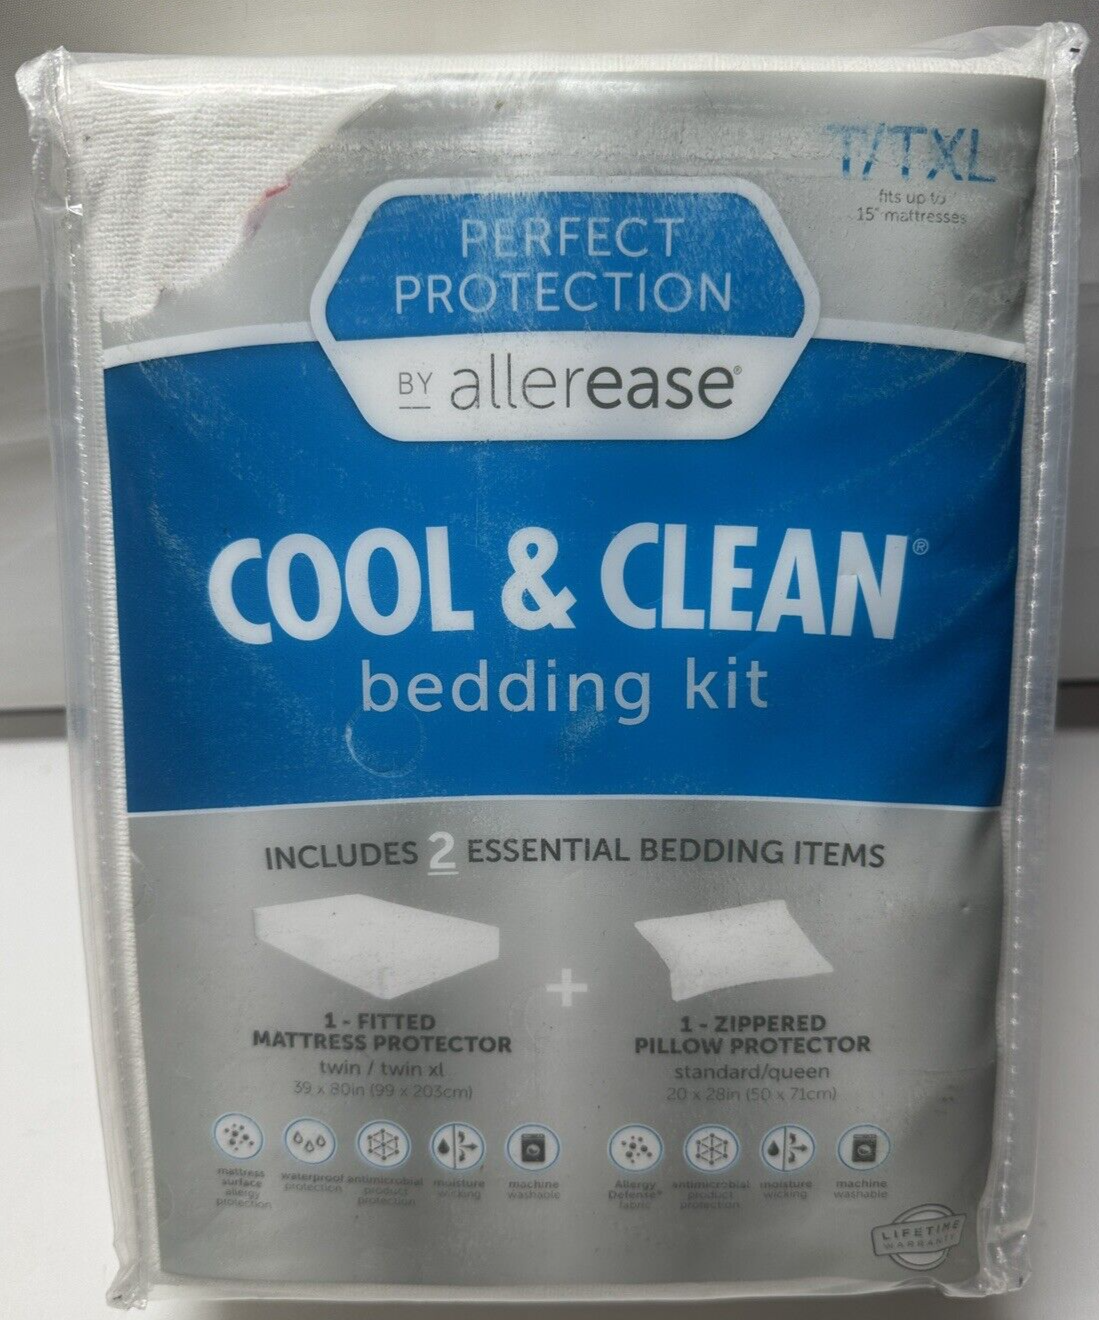 T/TXL
fits up to
15" mattresses
PERFECT
PROTECTION
BY allerease®
COOL & CLEAN®
bedding kit
INCLUDES 2 ESSENTIAL BEDDING ITEMS
+
1 - FITTED
MATTRESS PROTECTOR
twin / twin xl
39 x 80in (99 x 203cm)
1 - ZIPPERED
PILLOW PROTECTOR
standard/queen
20 x 28in (50 x 71cm)
mattress
surface
allergy
protection
waterproof
protection
antimicrobial
product
protection
moisture
wicking
machine
washable
Allergy
Defense®
fabric
antimicrobial
product
protection
moisture
wicking
machine
washable
LIFETIME
WARRANTY